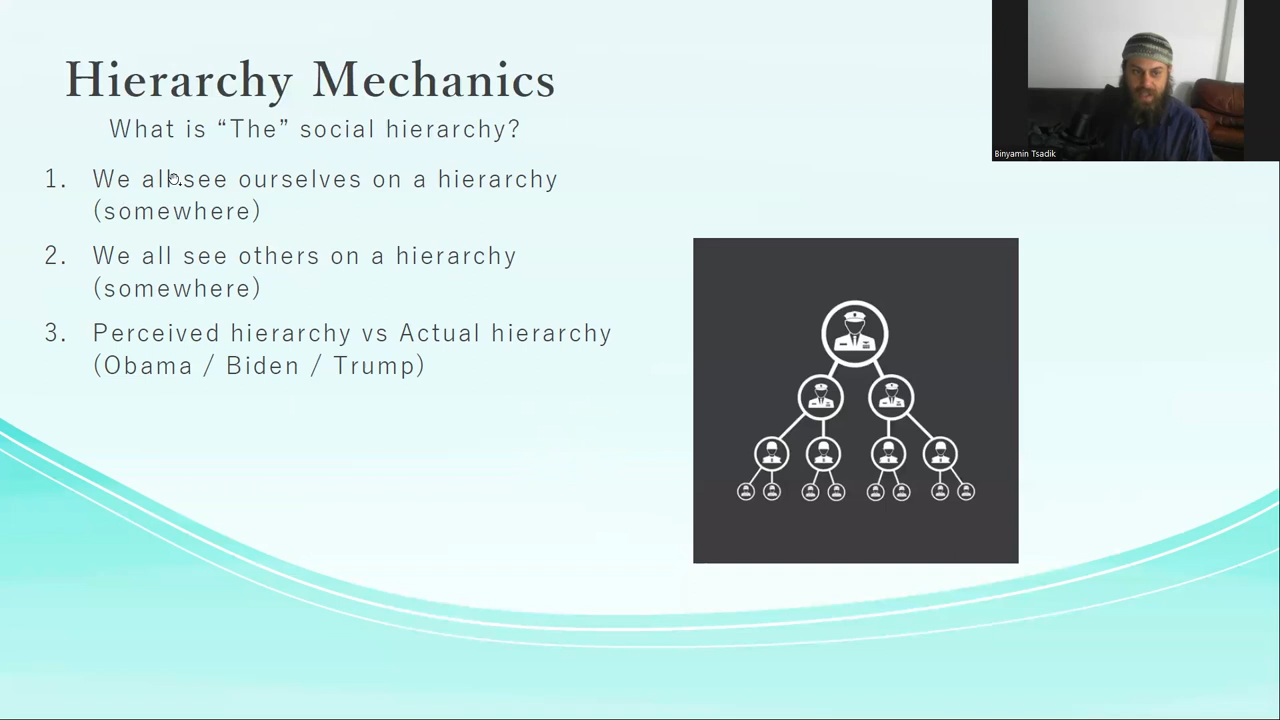 Hierarchy Mechanics
What is “The” social hierarchy?
1. We all see ourselves on a hierarchy
(somewhere)
2. We all see others on a hierarchy
(somewhere)
3. Perceived hierarchy vs Actual hierarchy
(Obama / Biden / Trump)
Binyamin Tsadik